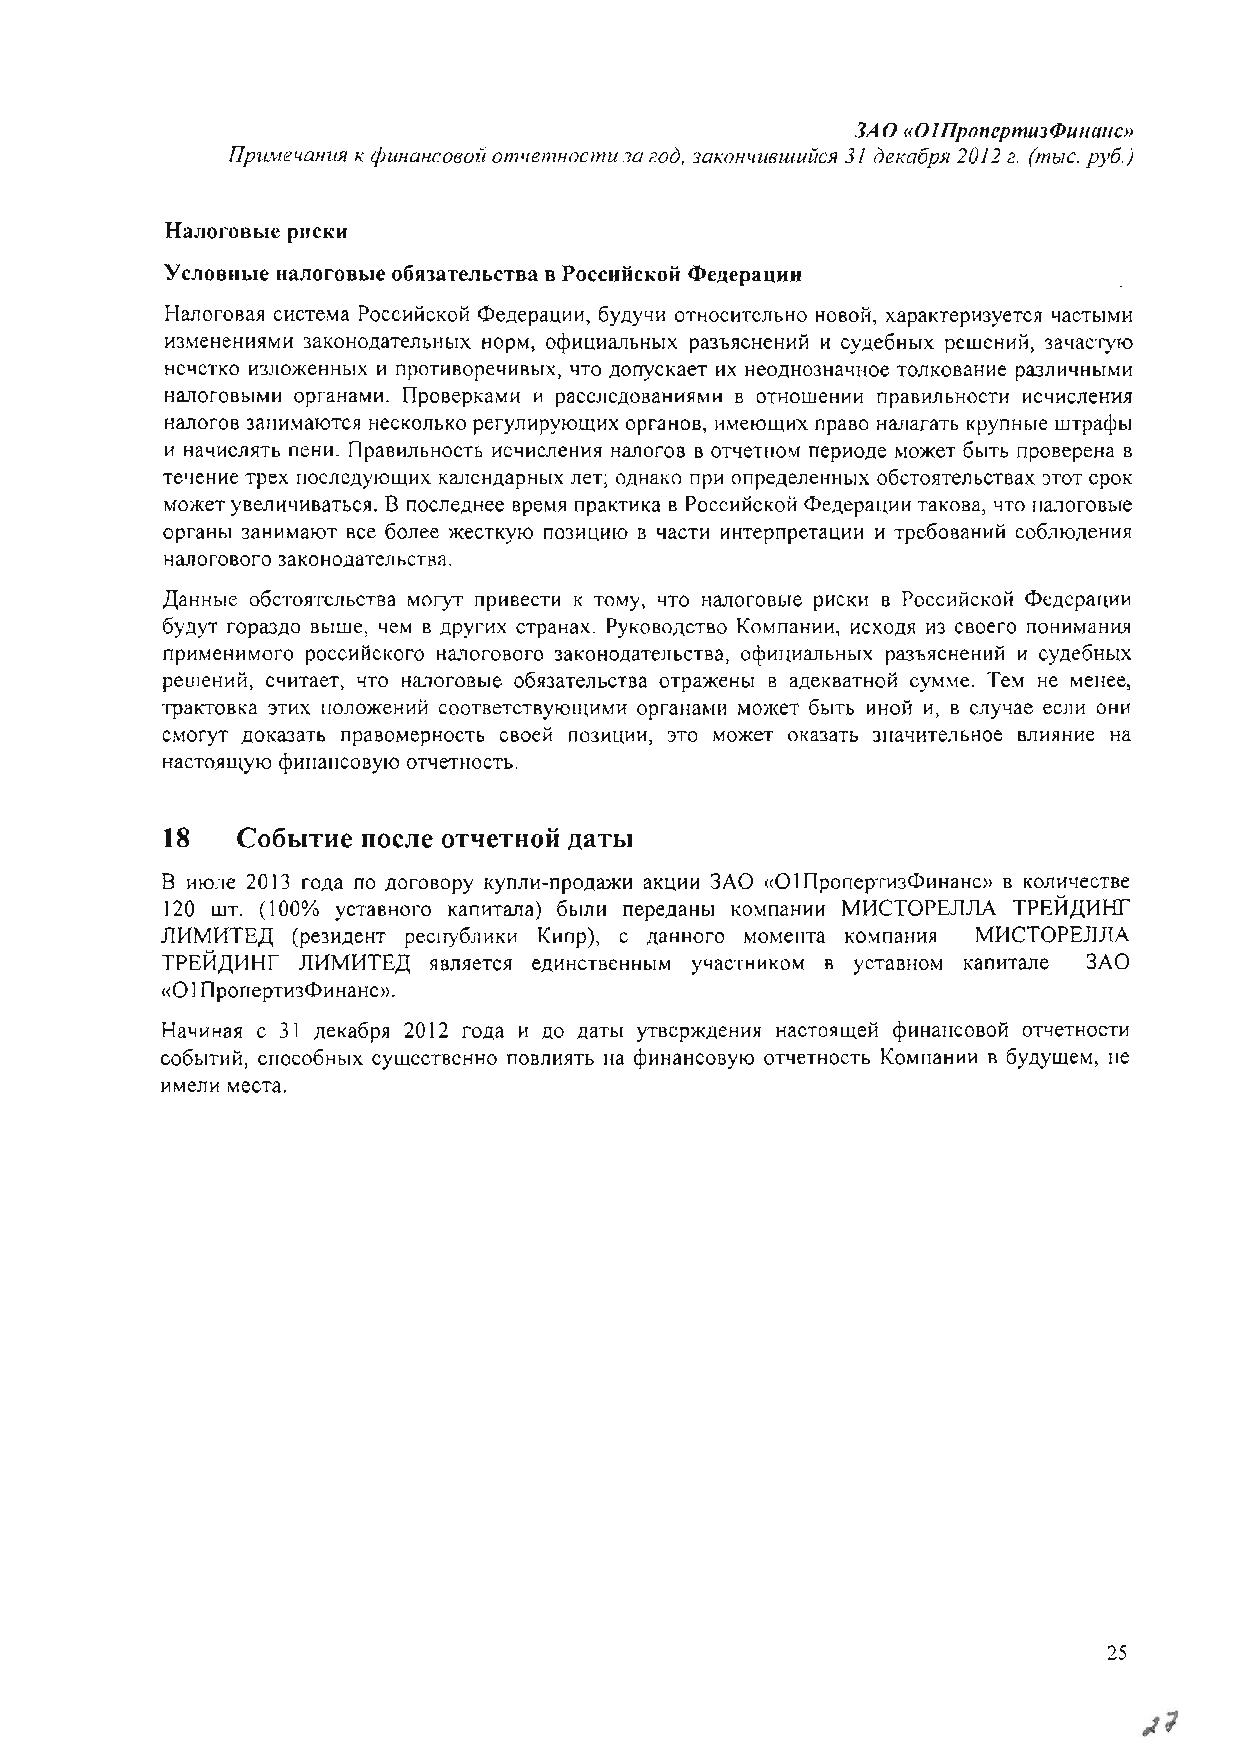 ЗАО «О1ПропертизФинанс»
Примечания к финансовой отчетности за год, закончившийся 31 декабря 2012 г. (тыс. руб.)
Налоговые риски
Условные налоговые обязательства в Российской Федерации
Налоговая система Российской Федерации, будучи относительно новой, характеризуется частыми
изменениями законодательных норм, официальных разъяснений и судебных решений, зачастую
нечетко изложенных и противоречивых, что допускает их неоднозначное толкование различными
налоговыми органами. Проверками и расследованиями в отношении правильности исчисления
налогов занимаются несколько регулирующих органов, имеющих право налагать крупные штрафы
и начислять пени. Правильность исчисления налогов в отчетном периоде может быть проверена в
течение трех последующих календарных лет; однако при определенных обстоятельствах этот срок
может увеличиваться. В последнее время практика в Российской Федерации такова, что налоговые
органы занимают все более жесткую позицию в части интерпретации и требований соблюдения
налогового законодательства.
Данные обстоятельства могут привести к тому, что налоговые риски в Российской Федерации
будут гораздо выше, чем в других странах. Руководство Компании, исходя из своего понимания
применимого российского налогового законодательства, официальных разъяснений и судебных
решений, считает, что налоговые обязательства отражены в адекватной сумме. Тем не менее,
трактовка этих положений соответствующими органами может быть иной и, в случае если они
смогут доказать правомерность своей позиции, это может оказать значительное влияние на
настоящую финансовую отчетность.
18 Событие после отчетной даты
В июле 2013 года по договору купли-продажи акции ЗАО «О1ПропертизФинанс» в количестве
120 шт. (100% уставного капитала) были переданы компании МИСТОРЕЛЛА ТРЕЙДИНГ
ЛИМИТЕД (резидент республики Кипр), с данного момента компания МИСТОРЕЛЛА
ТРЕЙДИНГ ЛИМИТЕД является единственным участником в уставном капитале ЗАО
«О1ПропертизФинанс».
Начиная с 31 декабря 2012 года и до даты утверждения настоящей финансовой отчетности
событий, способных существенно повлиять на финансовую отчетность Компании в будущем, не
имели места.
25
27